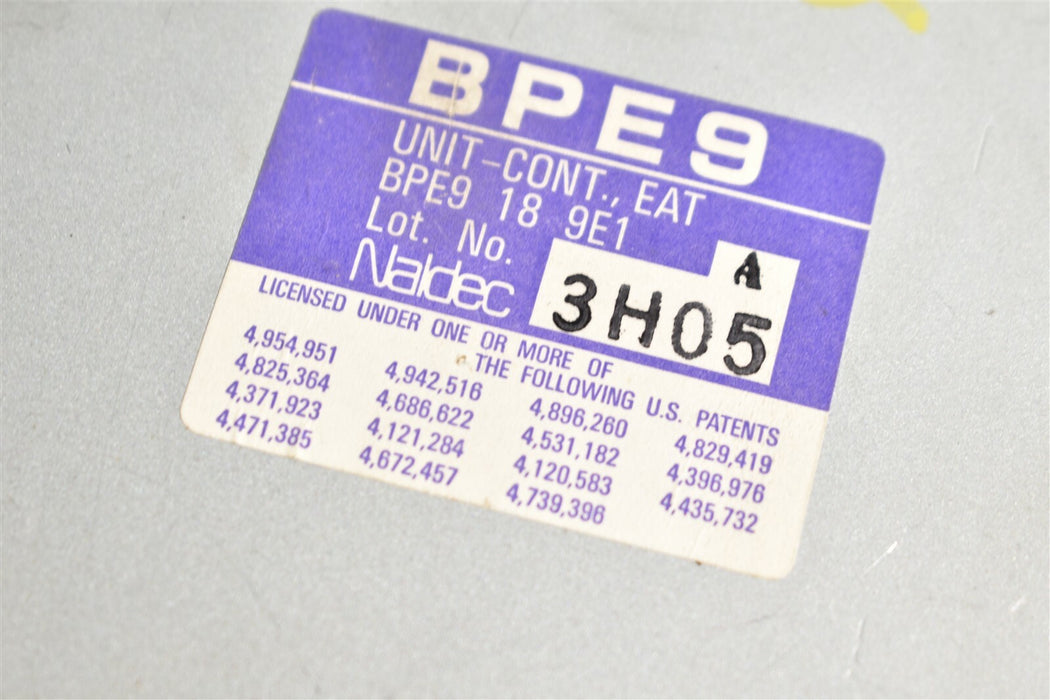 BPE9
UNIT-CONT., EAT
BPE9 18 9E1
Lot. No. A
Naldec 3H05
LICENSED UNDER ONE OR MORE OF
THE FOLLOWING U.S. PATENTS
4,954,951 4,942,516 4,896,260 4,829,419
4,825,364 4,686,622 4,531,182 4,396,976
4,371,923 4,121,284 4,120,583 4,435,732
4,471,385 4,672,457 4,739,396